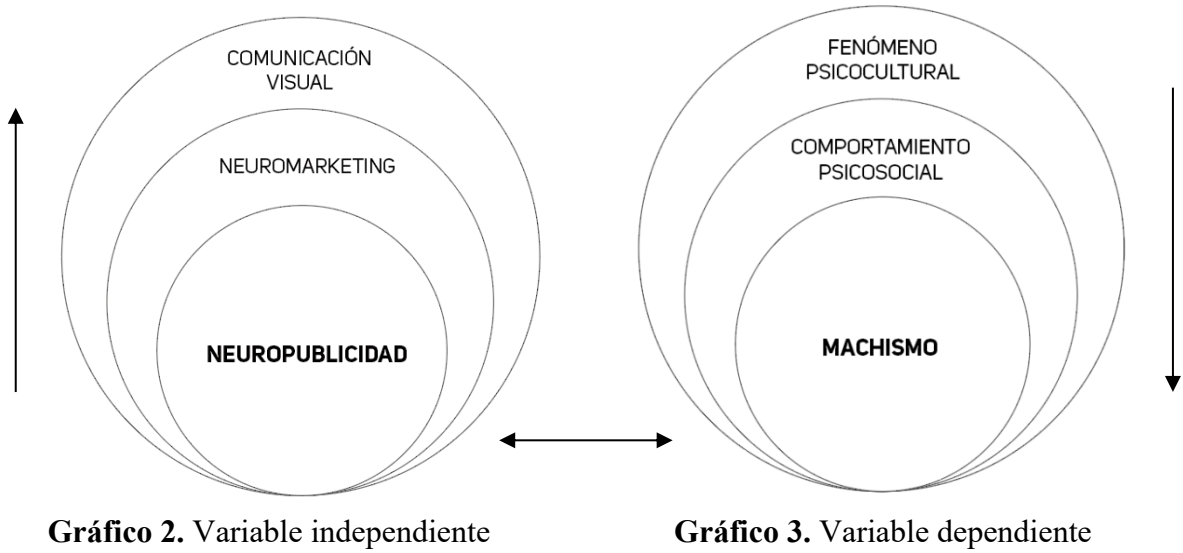 COMUNICACIÓN
VISUAL
NEUROMARKETING
NEUROPUBLICIDAD
FENÓMENO
PSICOCULTURAL
COMPORTAMIENTO
PSICOSOCIAL
MACHISMO
Gráfico 2. Variable independiente
Gráfico 3. Variable dependiente